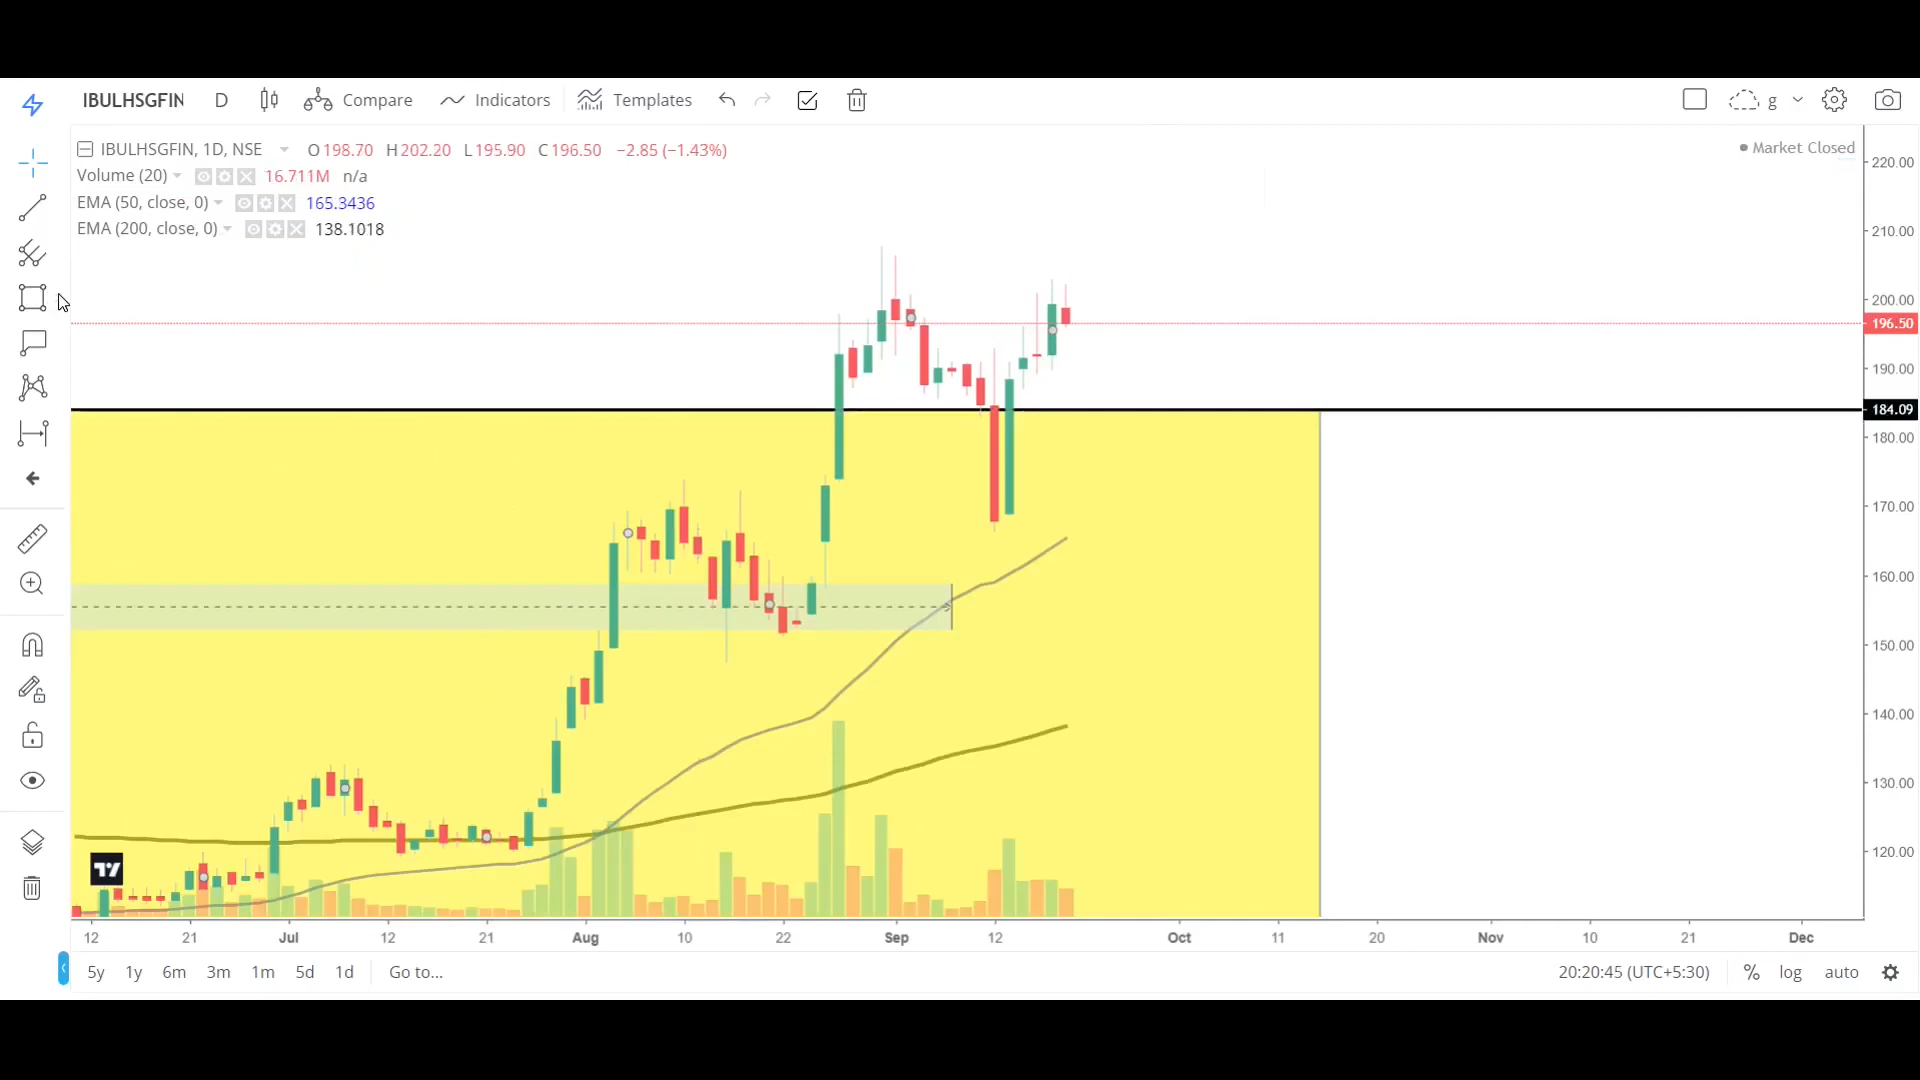 IBULHSGFIN D Compare Indicators Templates g
IBULHSGFIN, 1D, NSE O198.70 H202.20 L195.90 C196.50 −2.85 (−1.43%) Market Closed
Volume (20) 16.711M n/a
EMA (50, close, 0) 165.3436
EMA (200, close, 0) 138.1018
220.00
210.00
200.00
196.50
190.00
184.09
180.00
170.00
160.00
150.00
140.00
130.00
120.00
12 21 Jul 12 21 Aug 10 22 Sep 12 Oct 11 20 Nov 10 21 Dec
5y 1y 6m 3m 1m 5d 1d Go to... 20:20:45 (UTC+5:30) % log auto